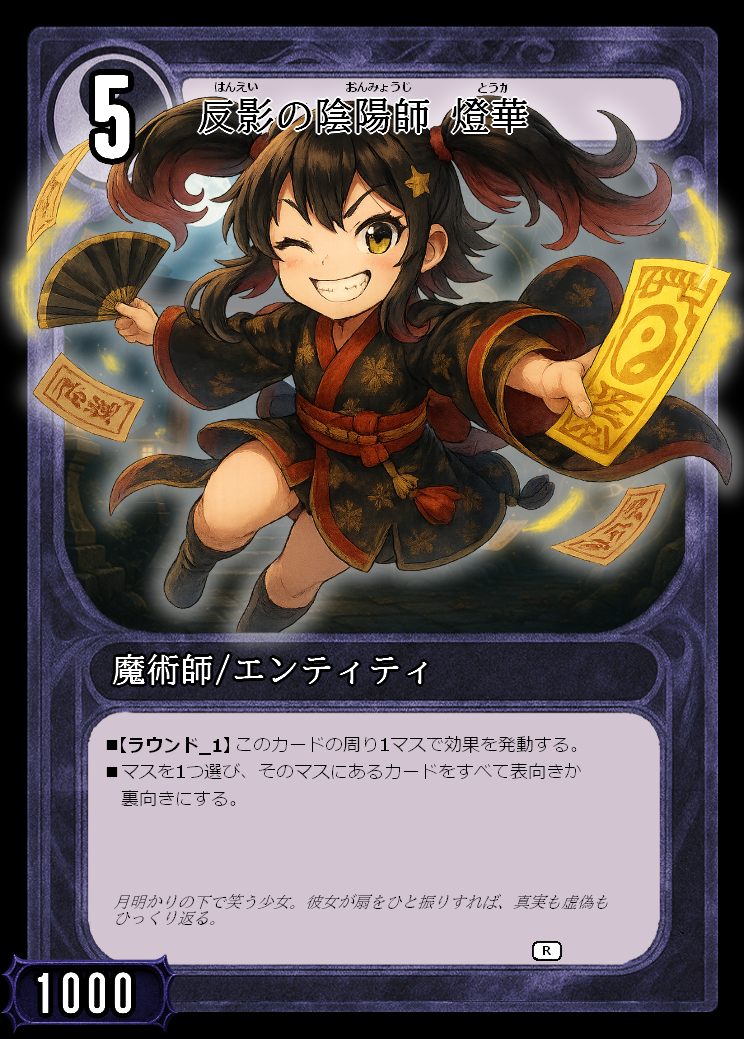 5
はんえい おんみょうじ とうか
反影の陰陽師 燈華
魔術師/エンティティ
■【ラウンド_1】このカードの周り1マスで効果を発動する。
■マスを1つ選び、そのマスにあるカードをすべて表向きか
裏向きにする。
月明かりの下で笑う少女。彼女が扇をひと振りすれば、真実も虚偽も
ひっくり返る。
R
1000